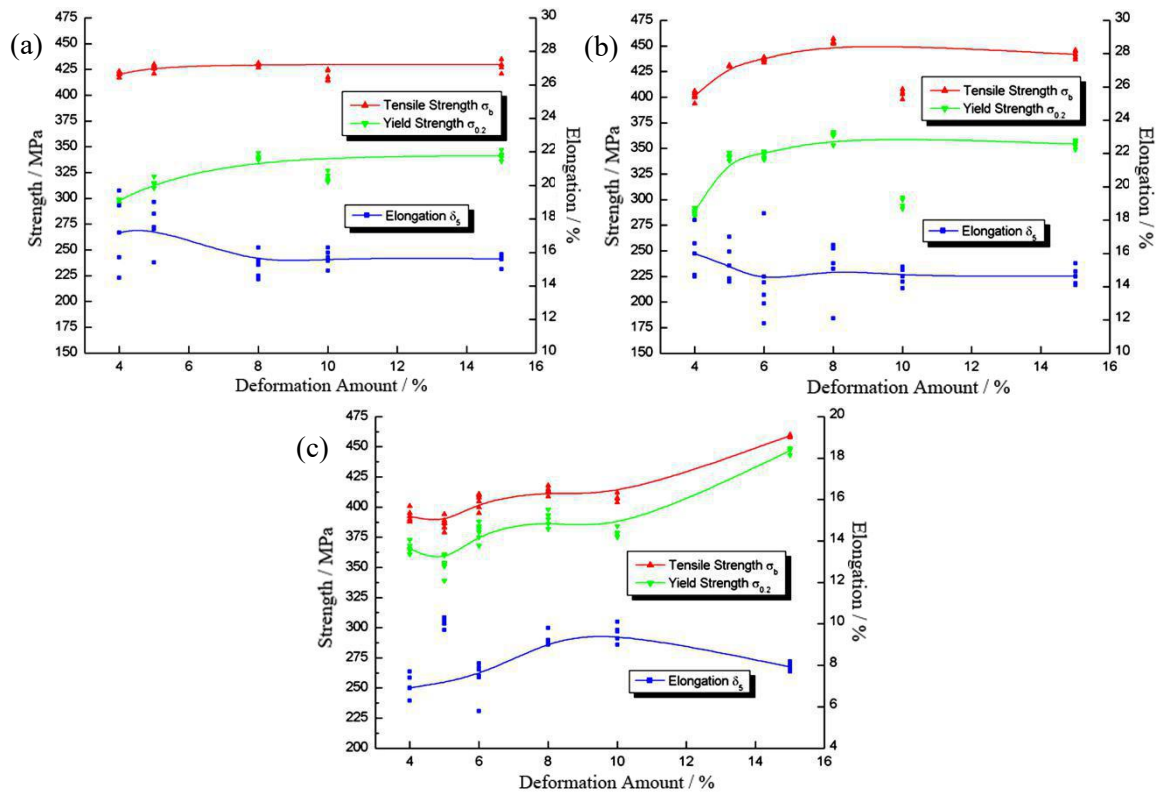 (a)
475
450
425
400
375
350
325
300
275
250
225
200
175
150
Strength / MPa
Tensile Strength σb
Yield Strength σ0.2
Elongation δ5
30
28
26
24
22
20
18
16
14
12
10
Elongation / %
4 6 8 10 12 14 16
Deformation Amount / %
(b)
475
450
425
400
375
350
325
300
275
250
225
200
175
150
Strength / MPa
Tensile Strength σb
Yield Strength σ0.2
Elongation δ5
30
28
26
24
22
20
18
16
14
12
10
Elongation / %
4 6 8 10 12 14 16
Deformation Amount / %
(c)
475
450
425
400
375
350
325
300
275
250
225
200
Strength / MPa
Tensile Strength σb
Yield Strength σ0.2
Elongation δ5
20
18
16
14
12
10
8
6
4
Elongation / %
4 6 8 10 12 14 16
Deformation Amount / %